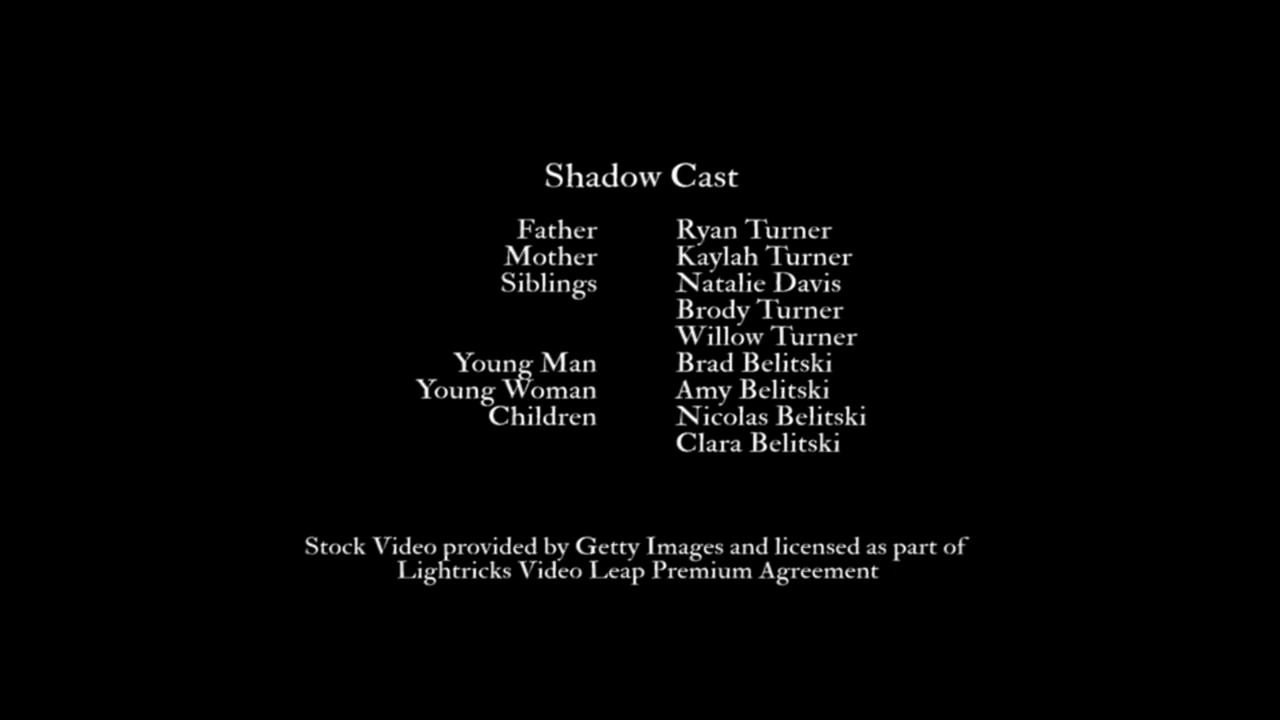 Shadow Cast
Father Ryan Turner
Mother Kaylah Turner
Siblings Natalie Davis
Brody Turner
Willow Turner
Young Man Brad Belitski
Young Woman Amy Belitski
Children Nicolas Belitski
Clara Belitski
Stock Video provided by Getty Images and licensed as part of
Lightricks Video Leap Premium Agreement